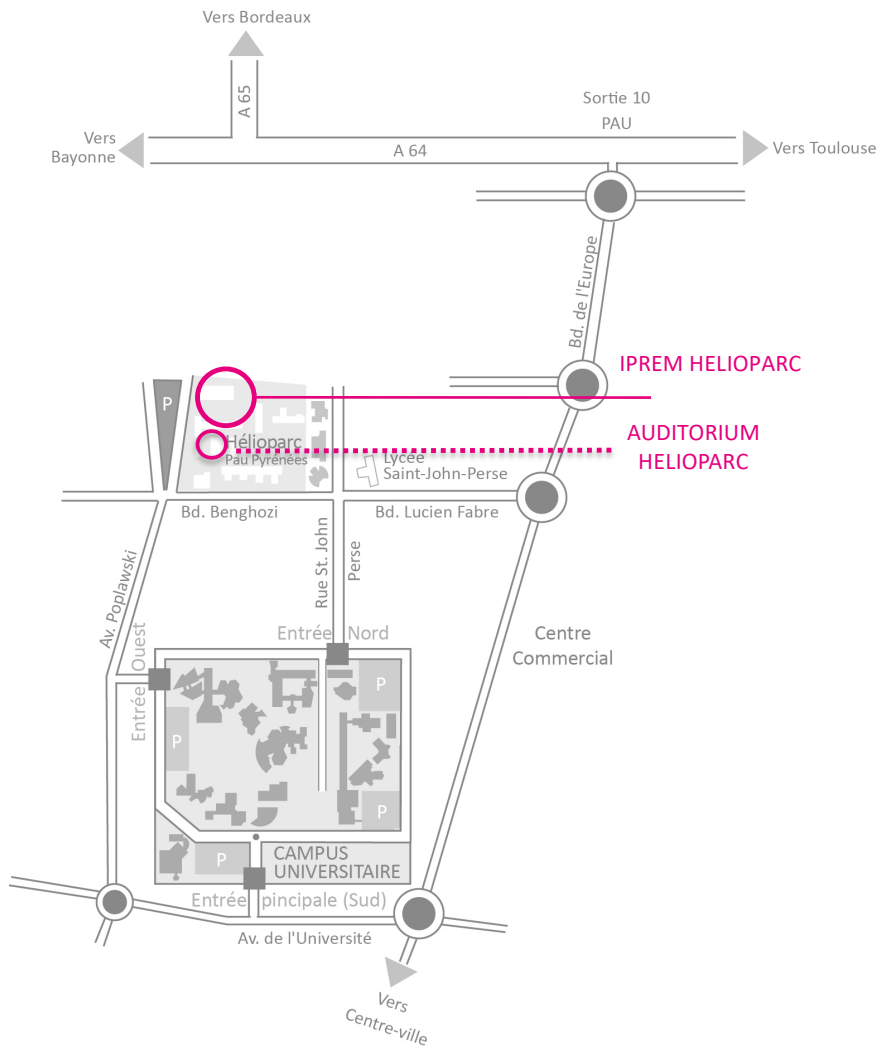 Vers Bordeaux
A 65
Sortie 10
PAU
Vers
Bayonne
A 64
Vers Toulouse
Bd. de l'Europe
IPREM HELIOPARC
P
AUDITORIUM
HELIOPARC
Hélioparc
Pau Pyrénées
Lycée
Saint-John-Perse
Bd. Benghozi
Bd. Lucien Fabre
Rue St. John
Perse
Av. Poplawski
Entrée Nord
Centre
Commercial
Entrée Ouest
P
P
P
P
CAMPUS
UNIVERSITAIRE
Entrée pincipale (Sud)
Av. de l'Université
Vers
Centre-ville